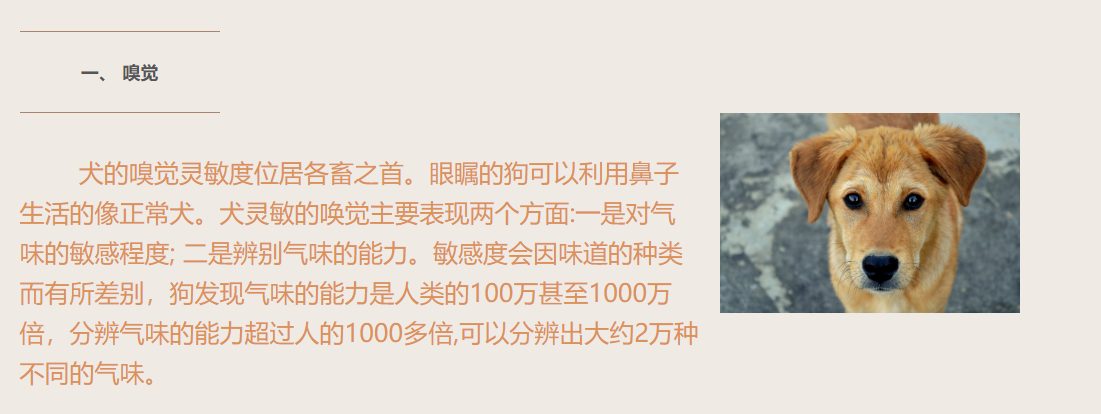 一、 嗅觉
犬的嗅觉灵敏度位居各畜之首。眼瞩的狗可以利用鼻子
生活的像正常犬。犬灵敏的唤觉主要表现两个方面:一是对气
味的敏感程度; 二是辨别气味的能力。敏感度会因味道的种类
而有所差别，狗发现气味的能力是人类的100万甚至1000万
倍，分辨气味的能力超过人的1000多倍,可以分辨出大约2万种
不同的气味。